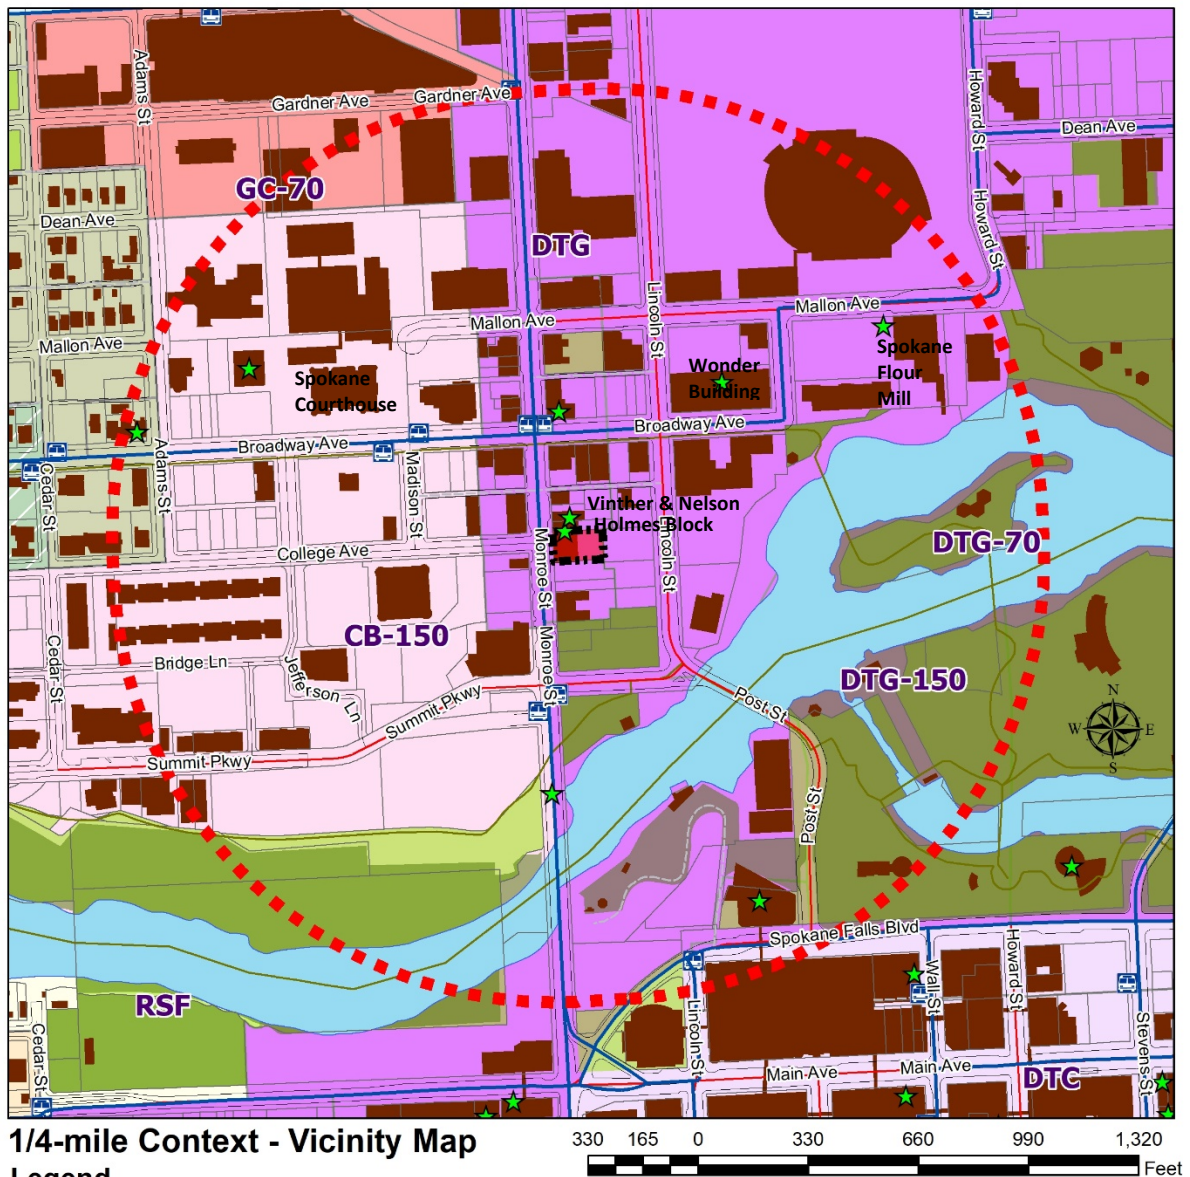 Adams St
Gardner Ave
Gardner Ave
Howard St
Dean Ave
GC-70
Dean Ave
DTG
Howard St
Lincoln St
Mallon Ave
Mallon Ave
Mallon Ave
Spokane
Courthouse
Wonder
Building
Spokane
Flour
Mill
Broadway Ave
Broadway Ave
Adams St
Cedar St
Madison St
Vinther & Nelson
Holmes Block
Lincoln St
Monroe St
College Ave
DTG-70
CB-150
Cedar St
Bridge Ln
Jefferson Ln
Monroe St
DTG-150
N
W E
S
Summit Pkwy
Post St
Summit Pkwy
Post St
Spokane Falls Blvd
RSF
Lincoln St
Wall St
Howard St
Stevens St
Cedar St
Main Ave
Main Ave
DTC
1/4-mile Context - Vicinity Map
330 165 0 330 660 990 1,320
Feet
Legend